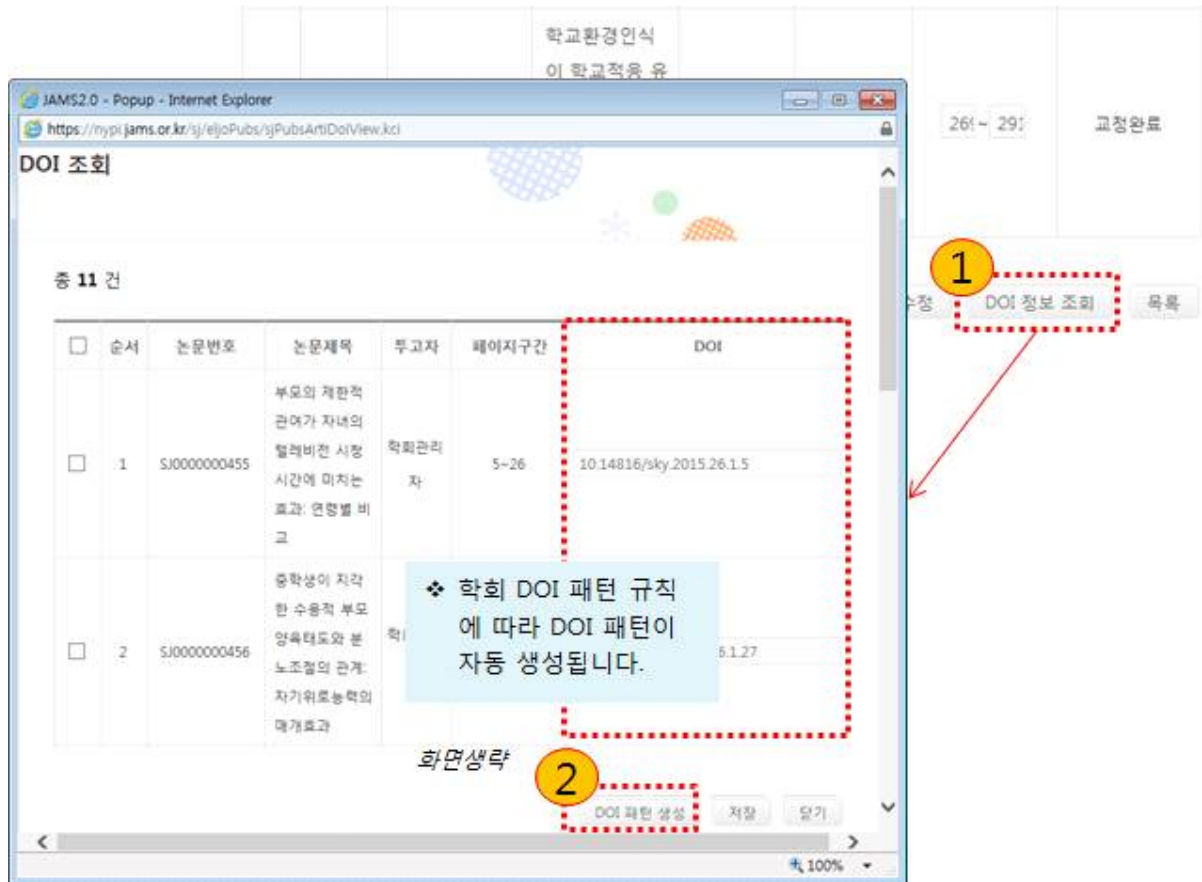 학교환경인식
이 학교적응 유
JAMS2.0 - Popup - Internet Explorer
https://nypi.jams.or.kr/sj/eljoPubs/sjPubsArtiDoiView.kci
~ 291
교정완료
DOI 조회
총 11 건
1
수정
DOI 정보 조회
목록
순서 논문번호 논문제목 투고자 페이지구간 DOI
부모의 제한적
관여가 자녀의
텔레비전 시청
시간에 미치는
효과: 연령별 비
교
1 SJ0000000455
학회관리
자
5~26
10.14816/sky.2015.26.1.5
중학생이 지각
한 수용적 부모
양육태도와 분
노조절의 관계:
자기위로능력의
매개효과
2 SJ0000000456
❖ 학회 DOI 패턴 규칙
에 따라 DOI 패턴이
자동 생성됩니다.
.1.27
화면생략
2
DOI 패턴 생성
저장
닫기
100%